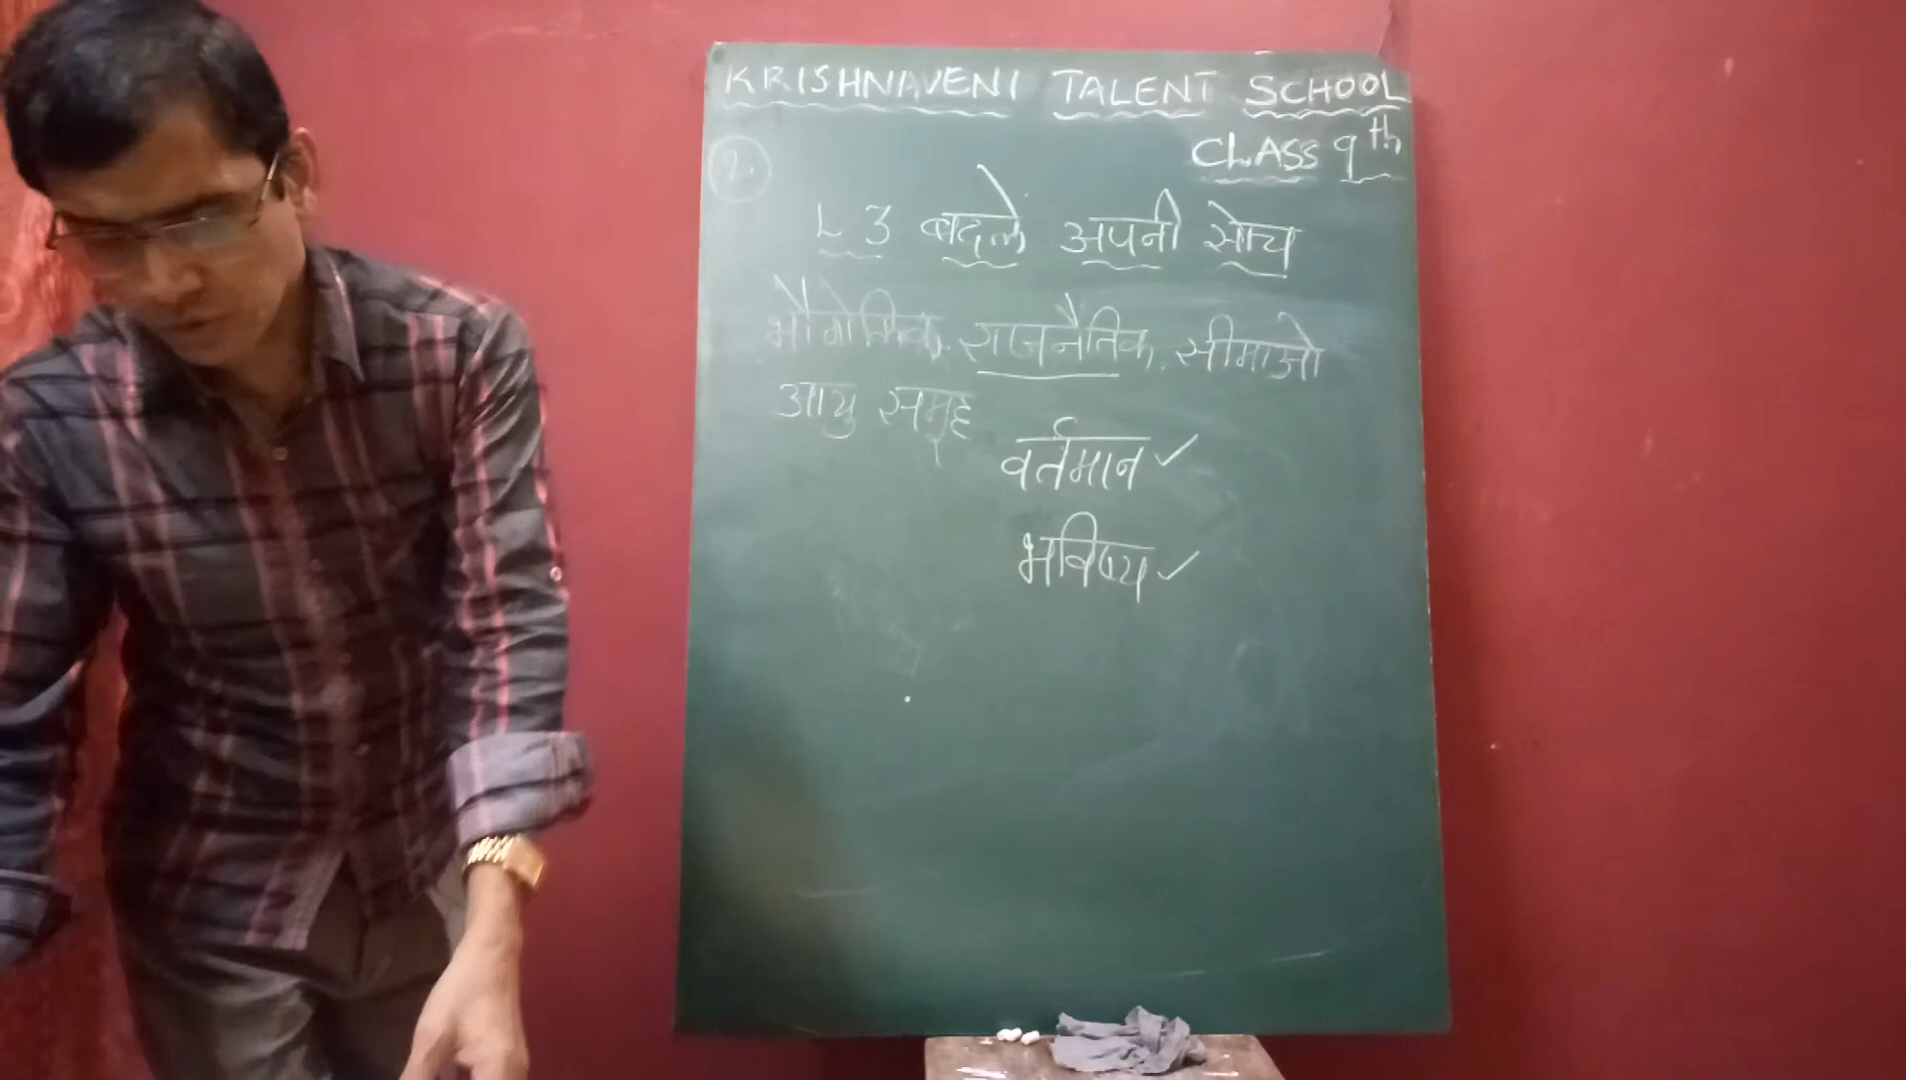 KRISHNAVENI TALENT SCHOOL
CLASS 9th
2.
L 3 बदलें अपनी सोच
भौगोलिक. राजनैतिक. सीमाओ
आयु समूह
वर्तमान ✓
भविष्य ✓